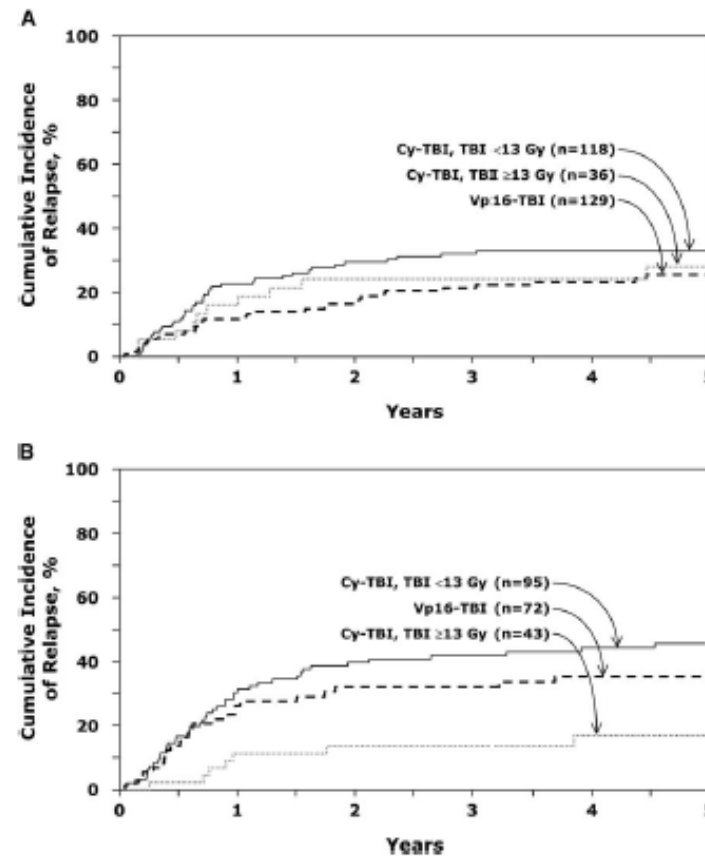 A
Cumulative Incidence
of Relapse, %
100
80
60
40
20
0
Cy-TBI, TBI <13 Gy (n=118)
Cy-TBI, TBI ≥13 Gy (n=36)
Vp16-TBI (n=129)
0 1 2 3 4 5
Years
B
Cumulative Incidence
of Relapse, %
100
80
60
40
20
0
Cy-TBI, TBI <13 Gy (n=95)
Vp16-TBI (n=72)
Cy-TBI, TBI ≥13 Gy (n=43)
0 1 2 3 4 5
Years